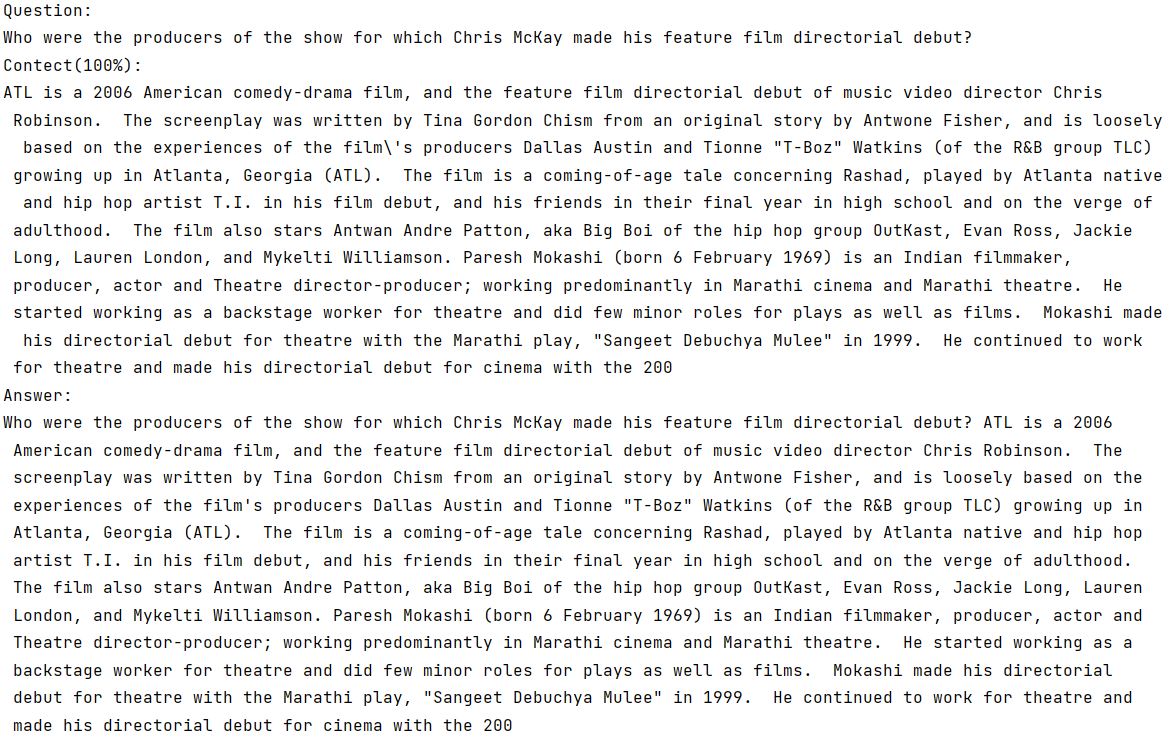 Question:
Who were the producers of the show for which Chris McKay made his feature film directorial debut?
Contect(100%):
ATL is a 2006 American comedy-drama film, and the feature film directorial debut of music video director Chris
Robinson.  The screenplay was written by Tina Gordon Chism from an original story by Antwone Fisher, and is loosely
based on the experiences of the film\'s producers Dallas Austin and Tionne "T-Boz" Watkins (of the R&B group TLC)
growing up in Atlanta, Georgia (ATL).  The film is a coming-of-age tale concerning Rashad, played by Atlanta native
and hip hop artist T.I. in his film debut, and his friends in their final year in high school and on the verge of
adulthood.  The film also stars Antwan Andre Patton, aka Big Boi of the hip hop group OutKast, Evan Ross, Jackie
Long, Lauren London, and Mykelti Williamson. Paresh Mokashi (born 6 February 1969) is an Indian filmmaker,
producer, actor and Theatre director-producer; working predominantly in Marathi cinema and Marathi theatre.  He
started working as a backstage worker for theatre and did few minor roles for plays as well as films.  Mokashi made
his directorial debut for theatre with the Marathi play, "Sangeet Debuchya Mulee" in 1999.  He continued to work
for theatre and made his directorial debut for cinema with the 200
Answer:
Who were the producers of the show for which Chris McKay made his feature film directorial debut? ATL is a 2006
American comedy-drama film, and the feature film directorial debut of music video director Chris Robinson.  The
screenplay was written by Tina Gordon Chism from an original story by Antwone Fisher, and is loosely based on the
experiences of the film's producers Dallas Austin and Tionne "T-Boz" Watkins (of the R&B group TLC) growing up in
Atlanta, Georgia (ATL).  The film is a coming-of-age tale concerning Rashad, played by Atlanta native and hip hop
artist T.I. in his film debut, and his friends in their final year in high school and on the verge of adulthood.
The film also stars Antwan Andre Patton, aka Big Boi of the hip hop group OutKast, Evan Ross, Jackie Long, Lauren
London, and Mykelti Williamson. Paresh Mokashi (born 6 February 1969) is an Indian filmmaker, producer, actor and
Theatre director-producer; working predominantly in Marathi cinema and Marathi theatre.  He started working as a
backstage worker for theatre and did few minor roles for plays as well as films.  Mokashi made his directorial
debut for theatre with the Marathi play, "Sangeet Debuchya Mulee" in 1999.  He continued to work for theatre and
made his directorial debut for cinema with the 200